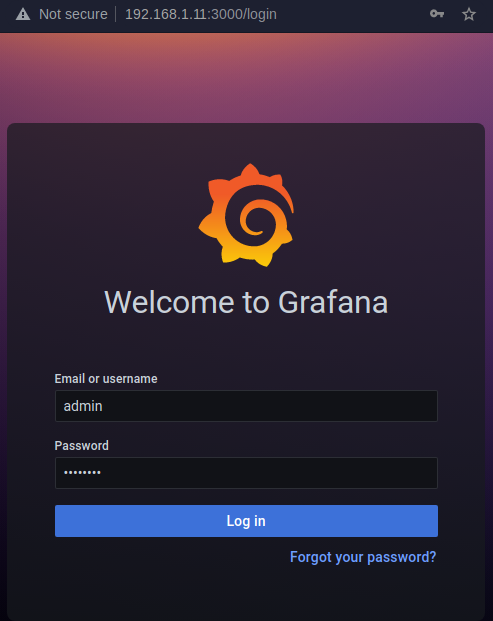 Not secure 192.168.1.11:3000/login
Welcome to Grafana
Email or username
admin
Password
••••••••
Log in
Forgot your password?